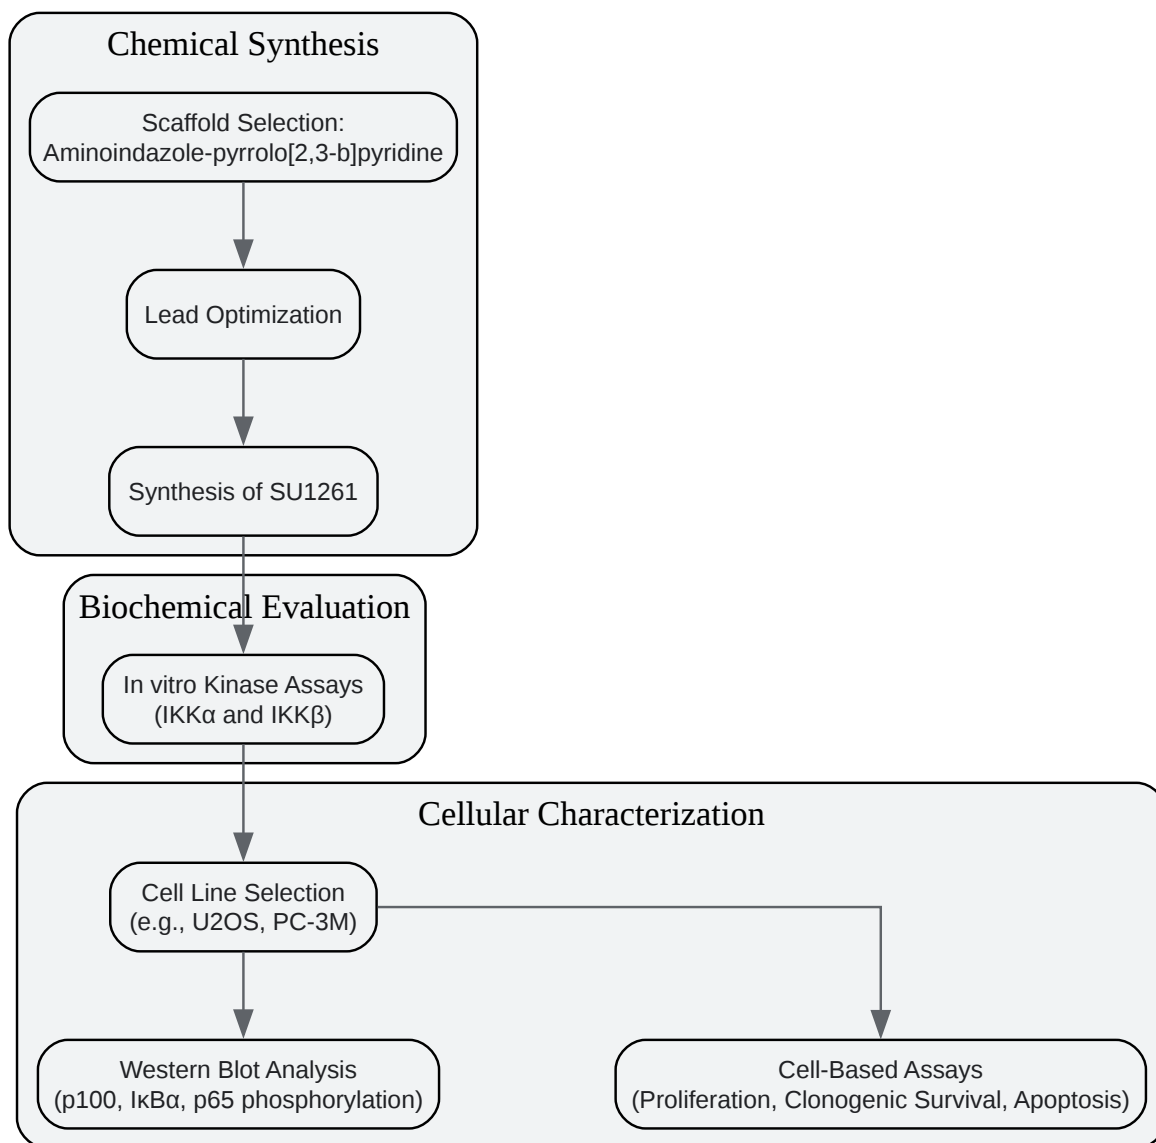 Chemical Synthesis
Scaffold Selection:
Aminoindazole-pyrrolo[2,3-b]pyridine
Lead Optimization
Synthesis of SU1261
Biochemical Evaluation
In vitro Kinase Assays
(IKKα and IKKβ)
Cellular Characterization
Cell Line Selection
(e.g., U2OS, PC-3M)
Western Blot Analysis
(p100, IκBα, p65 phosphorylation)
Cell-Based Assays
(Proliferation, Clonogenic Survival, Apoptosis)